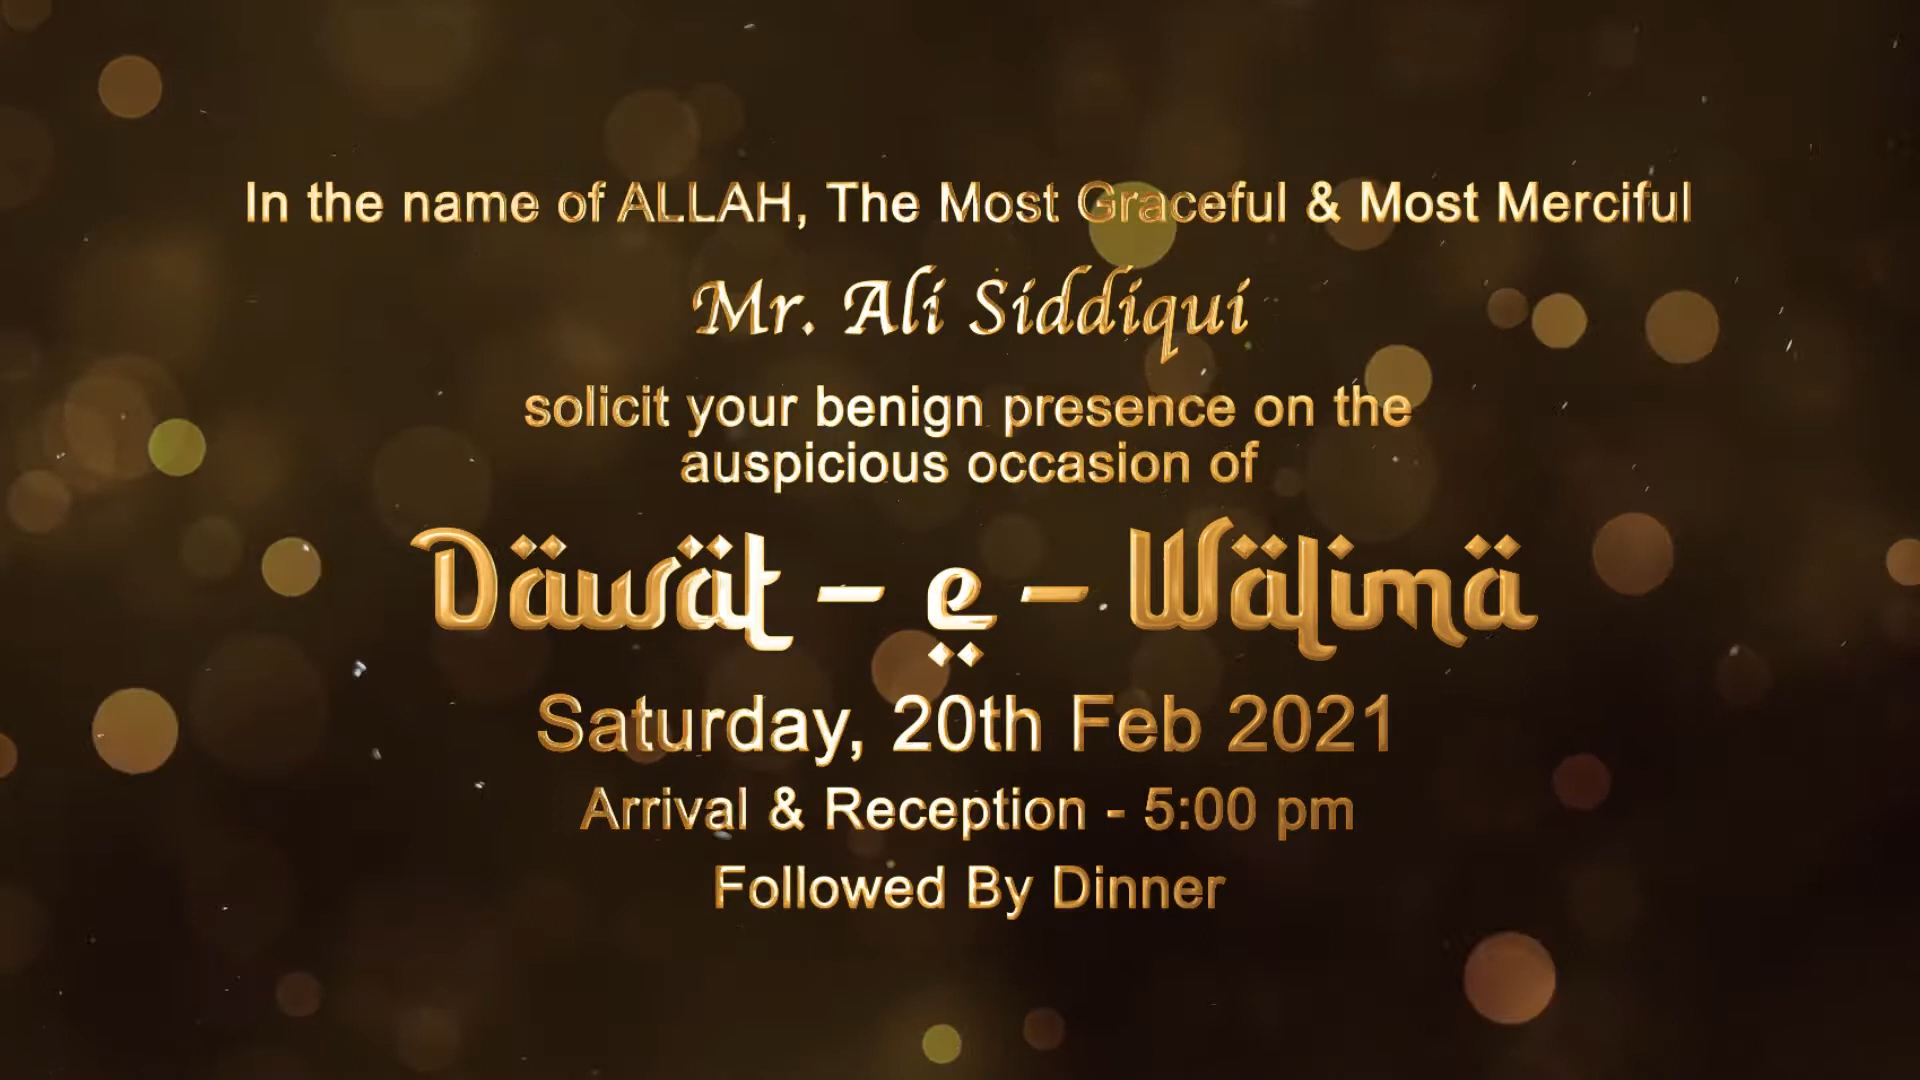 In the name of ALLAH, The Most Graceful & Most Merciful
Mr. Ali Siddiqui
solicit your benign presence on the
auspicious occasion of
Däwät - e - Wälimä
Saturday, 20th Feb 2021
Arrival & Reception - 5:00 pm
Followed By Dinner